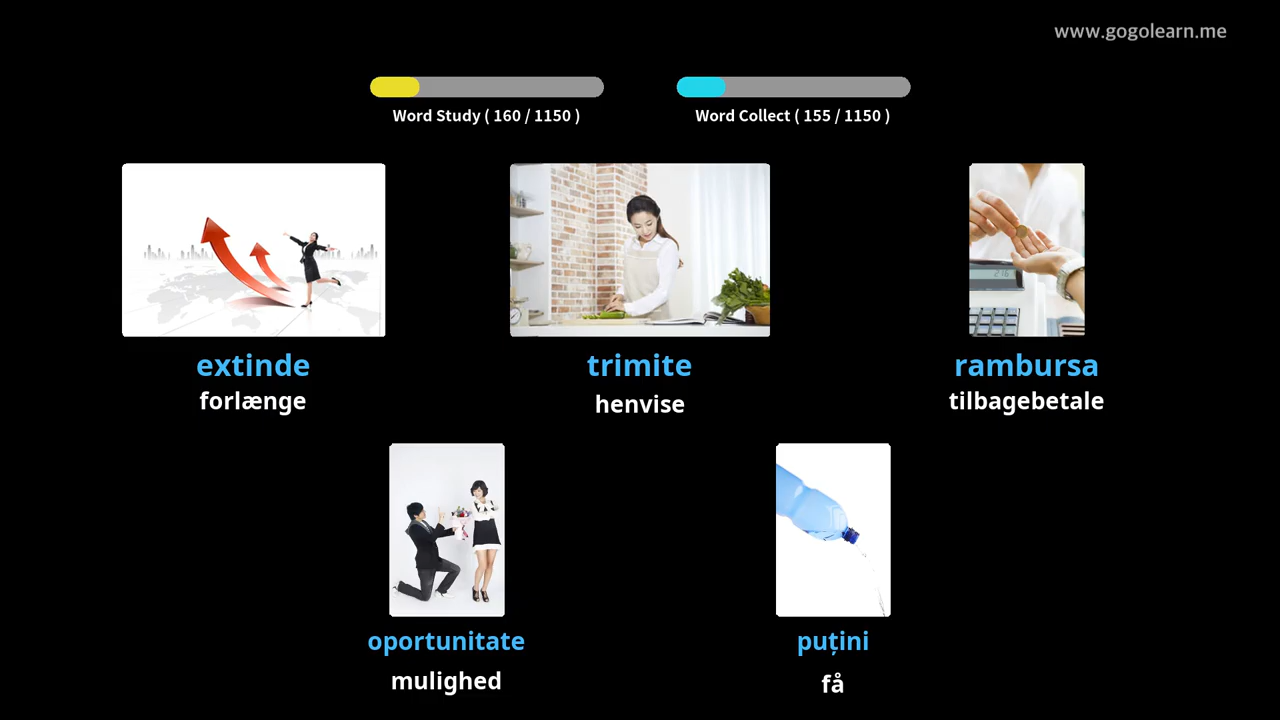 www.gogolearn.me
Word Study ( 160 / 1150 )
Word Collect ( 155 / 1150 )
extinde
forlænge
trimite
henvise
rambursa
tilbagebetale
oportunitate
mulighed
puțini
få